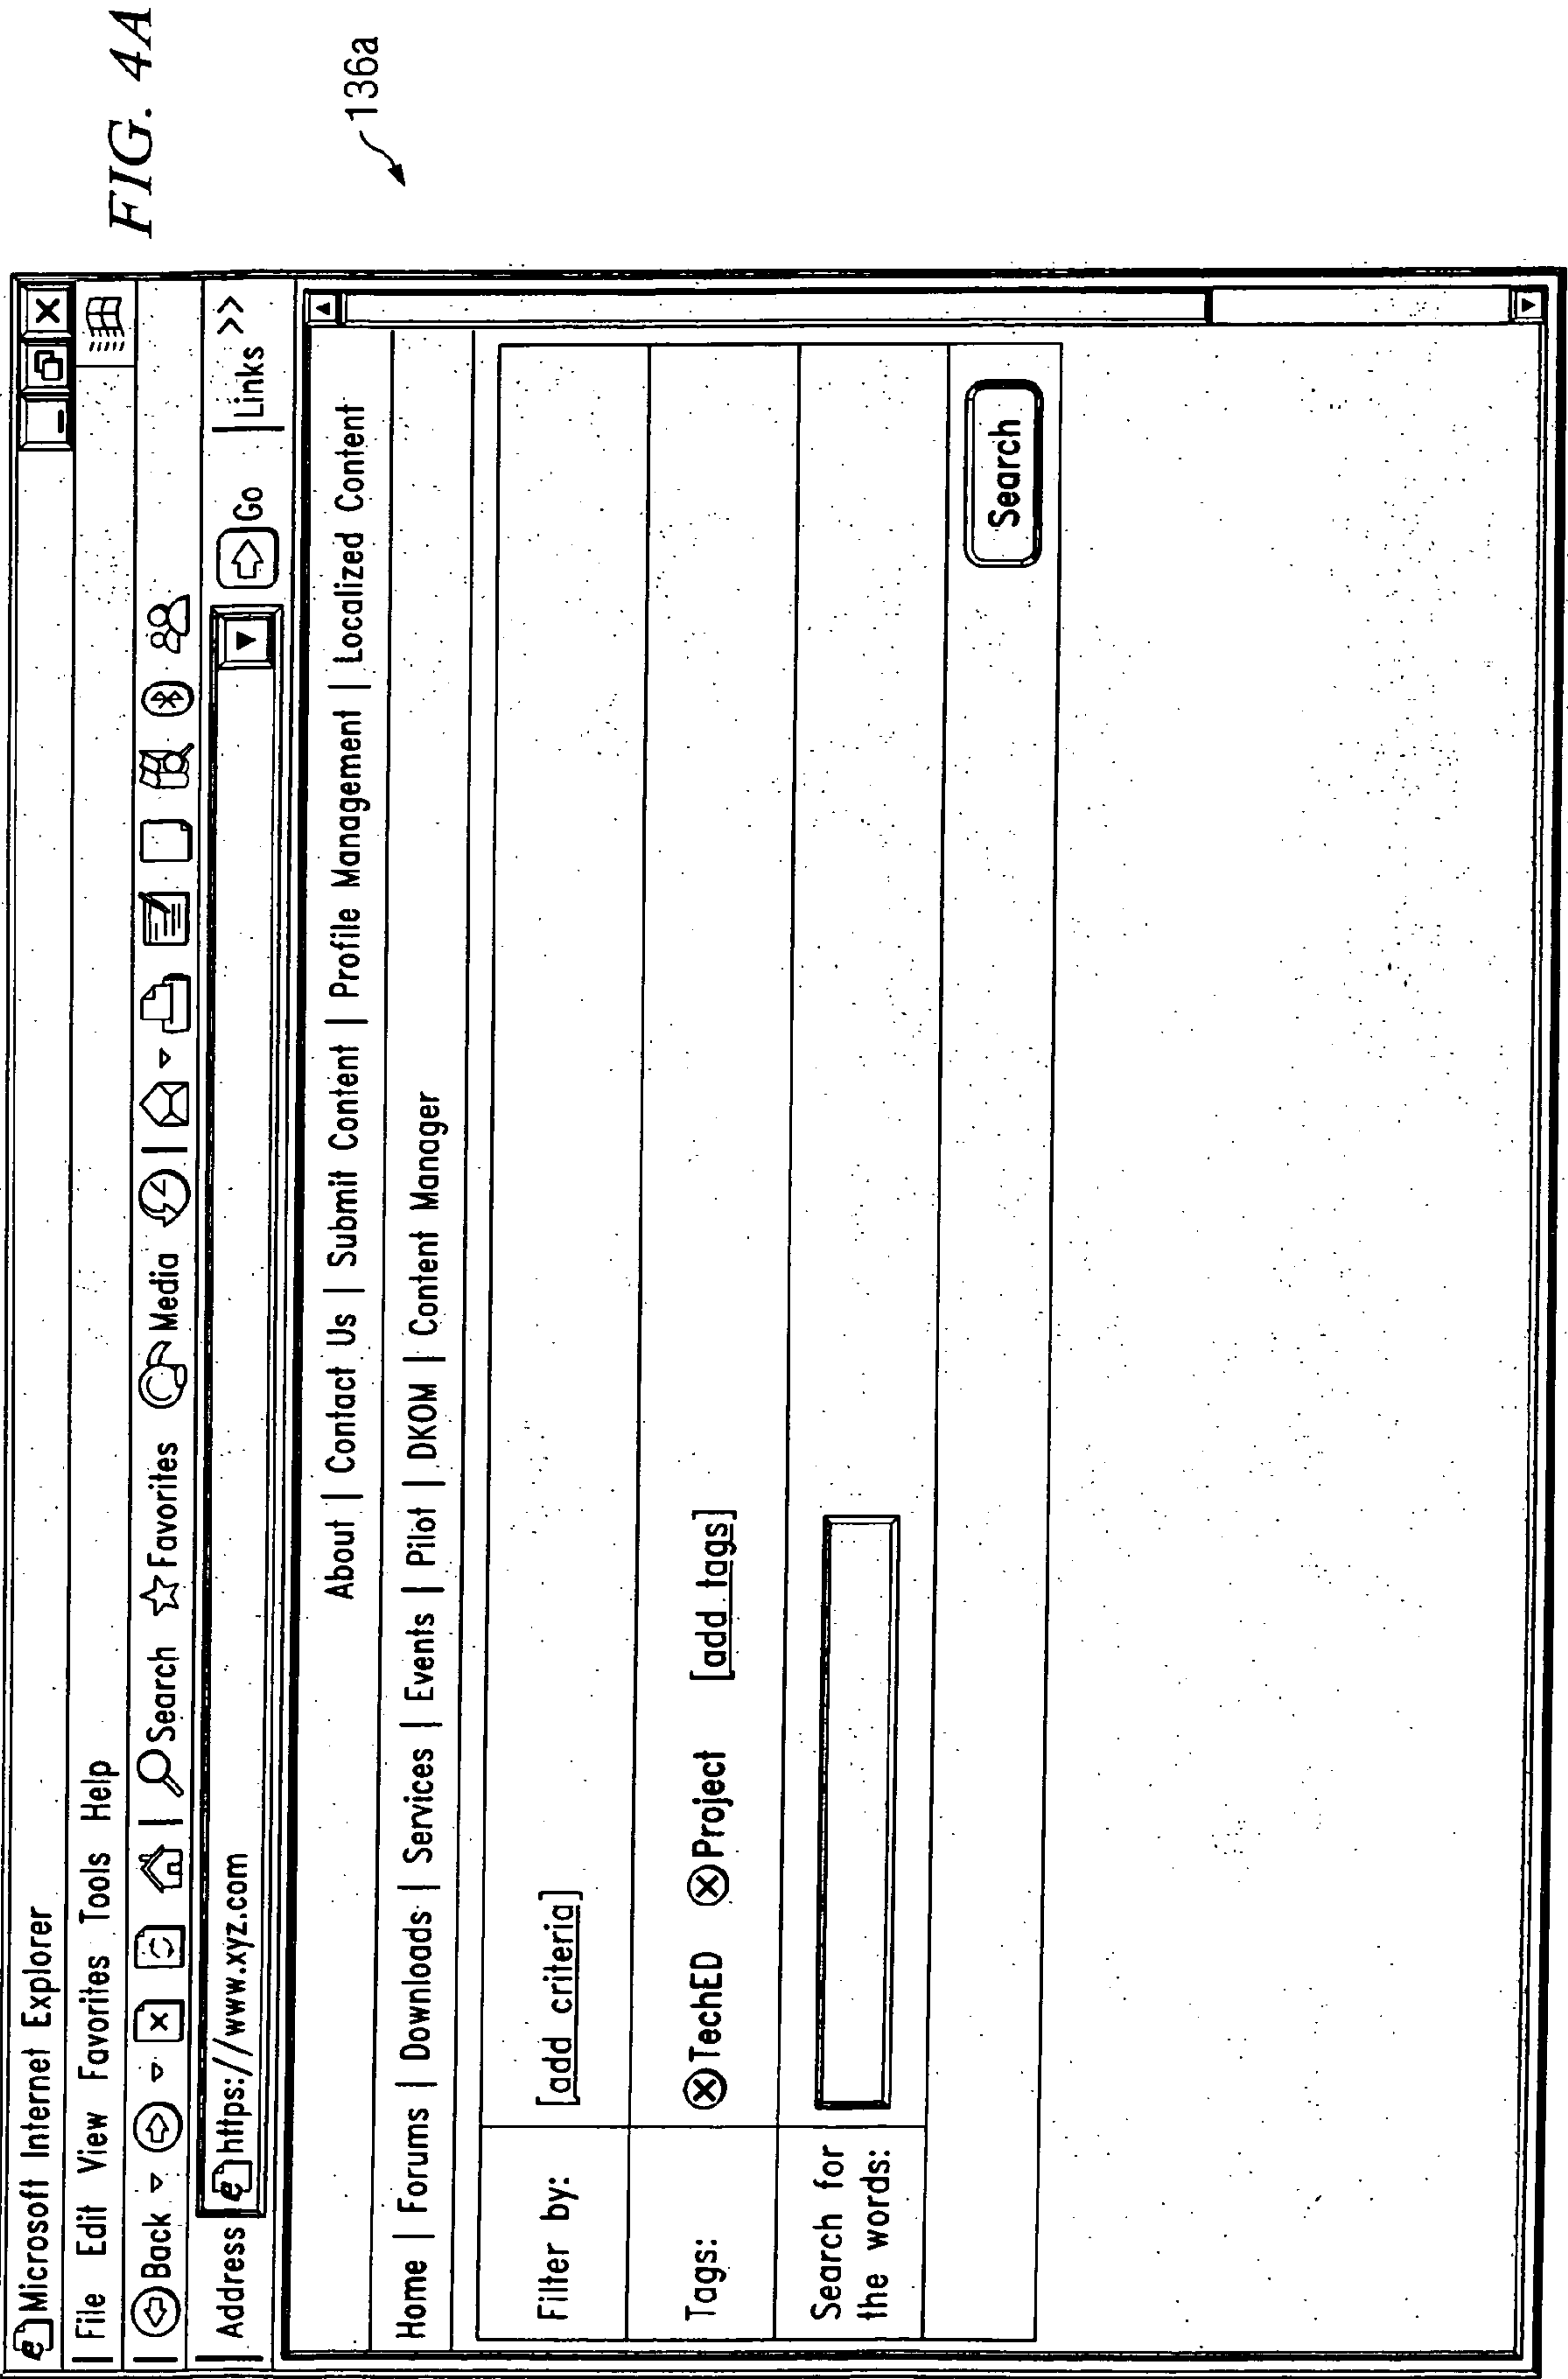 FIG. 4A
136a
Microsoft Internet Explorer
File Edit View Favorites Tools Help
Back Search Favorites Media
Address https://www.xyz.com Go Links >>
About | Contact Us | Submit Content | Profile Management | Localized Content
Home | Forums | Downloads | Services | Events | Pilot | DKOM | Content Manager
Filter by: [add criteria]
Tags: TechED Project [add tags]
Search for
the words:
Search